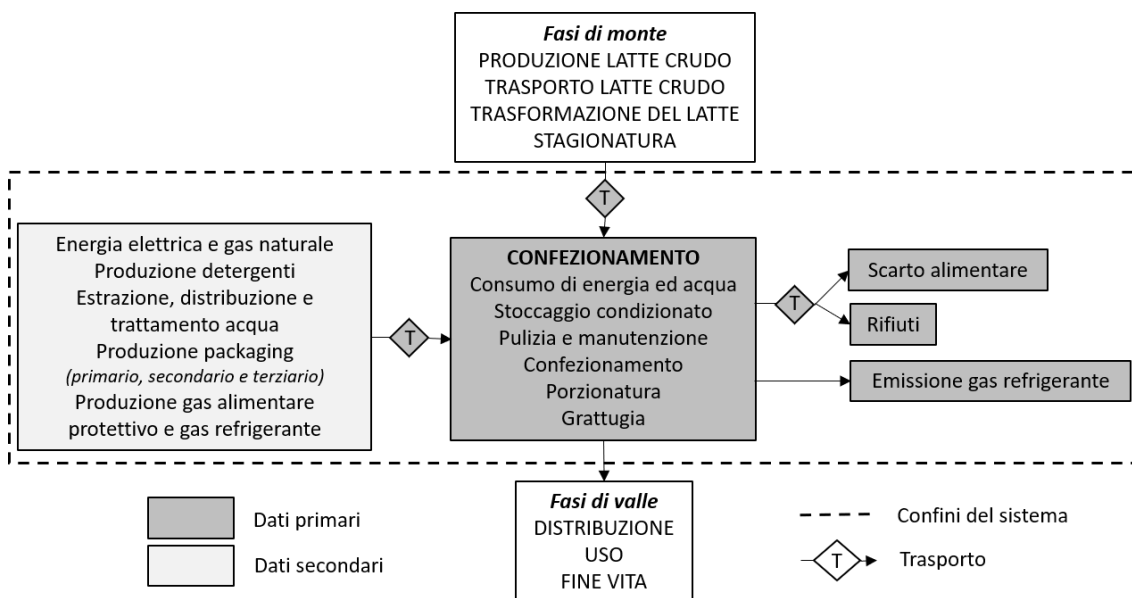 Fasi di monte
PRODUZIONE LATTE CRUDO
TRASPORTO LATTE CRUDO
TRASFORMAZIONE DEL LATTE
STAGIONATURA
T
Energia elettrica e gas naturale
Produzione detergenti
Estrazione, distribuzione e
trattamento acqua
Produzione packaging
(primario, secondario e terziario)
Produzione gas alimentare
protettivo e gas refrigerante
T
CONFEZIONAMENTO
Consumo di energia ed acqua
Stoccaggio condizionato
Pulizia e manutenzione
Confezionamento
Porzionatura
Grattugia
T
Scarto alimentare
Rifiuti
Emissione gas refrigerante
Fasi di valle
DISTRIBUZIONE
USO
FINE VITA
Dati primari
Dati secondari
Confini del sistema
T
Trasporto